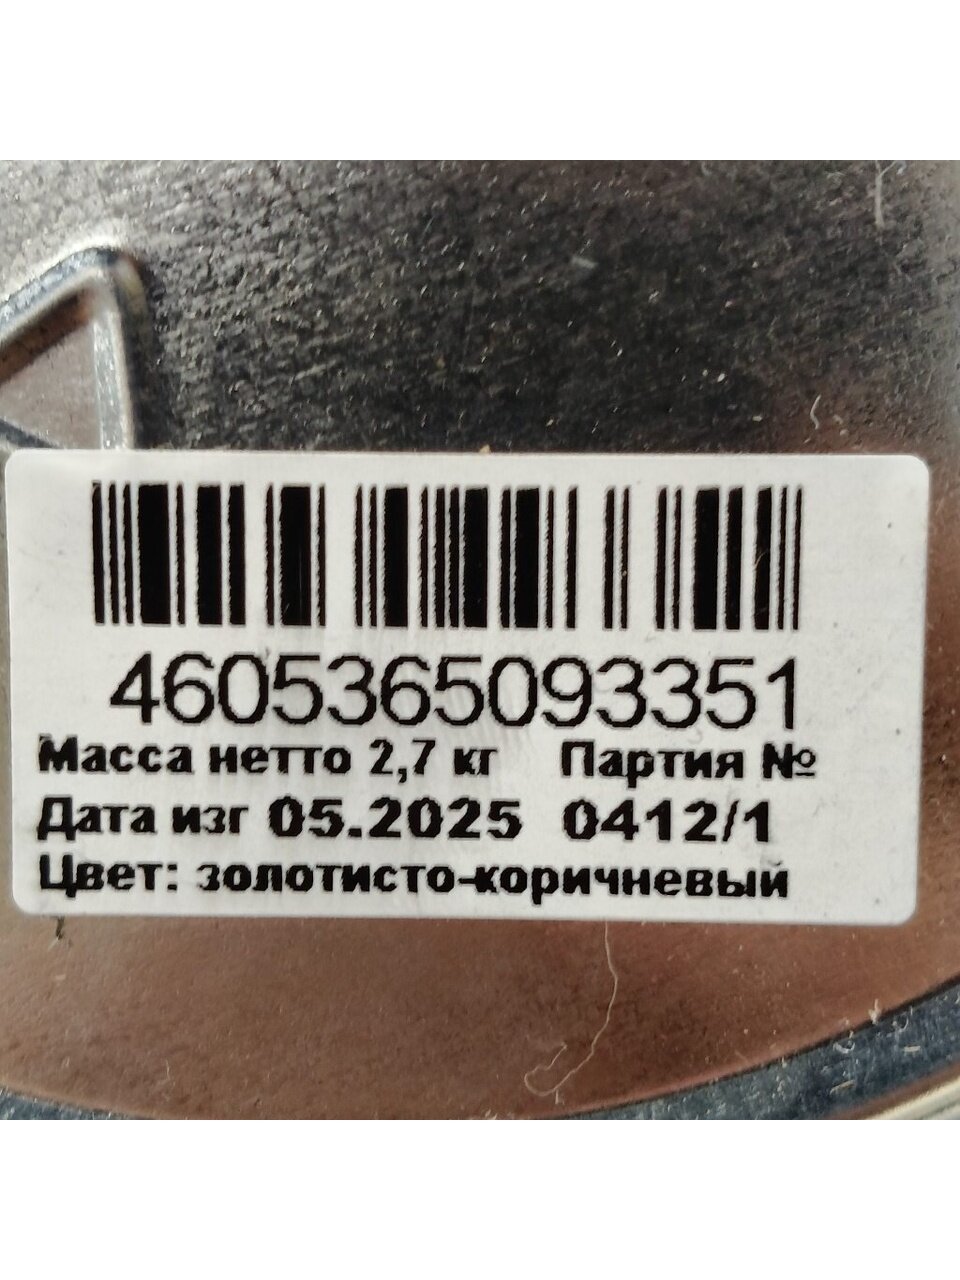 4605365093351
Масса нетто 2,7 кг Партия №
Дата изг 05.2025 0412/1
Цвет: золотисто-коричневый